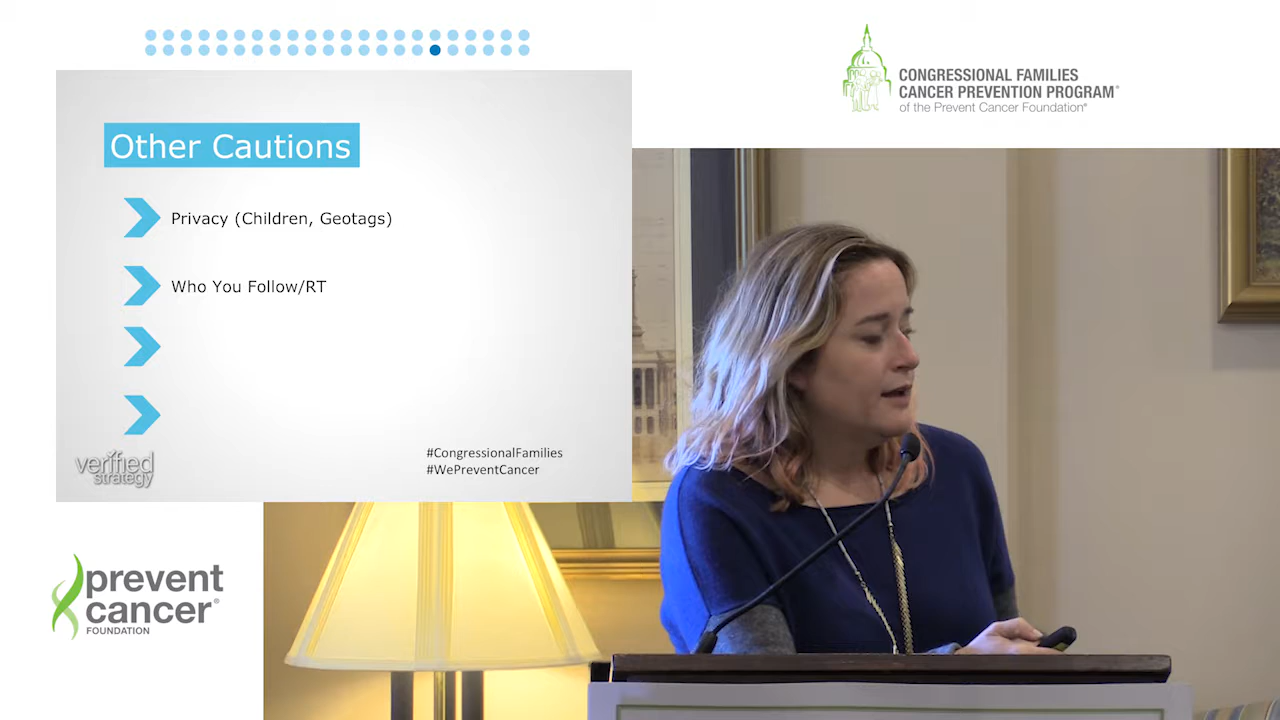 CONGRESSIONAL FAMILIES
CANCER PREVENTION PROGRAM®
of the Prevent Cancer Foundation®
Other Cautions
Privacy (Children, Geotags)
Who You Follow/RT
#CongressionalFamilies
#WePreventCancer
verified
strategy
prevent
cancer®
FOUNDATION